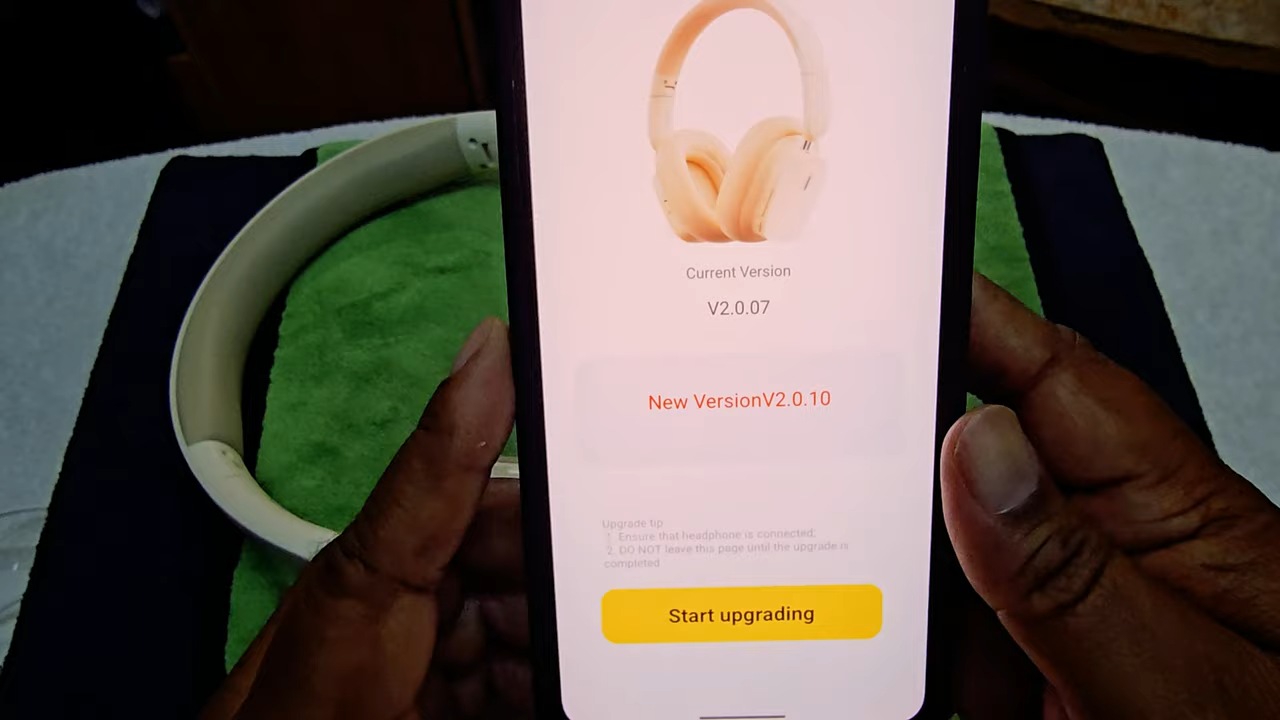 Current Version
V2.0.07
New VersionV2.0.10
Upgrade tip
1. Ensure that headphone is connected;
2. DO NOT leave this page until the upgrade is
completed
Start upgrading